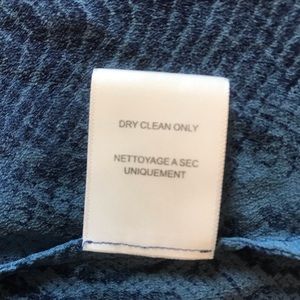 DRY CLEAN ONLY
NETTOYAGE A SEC
UNIQUEMENT